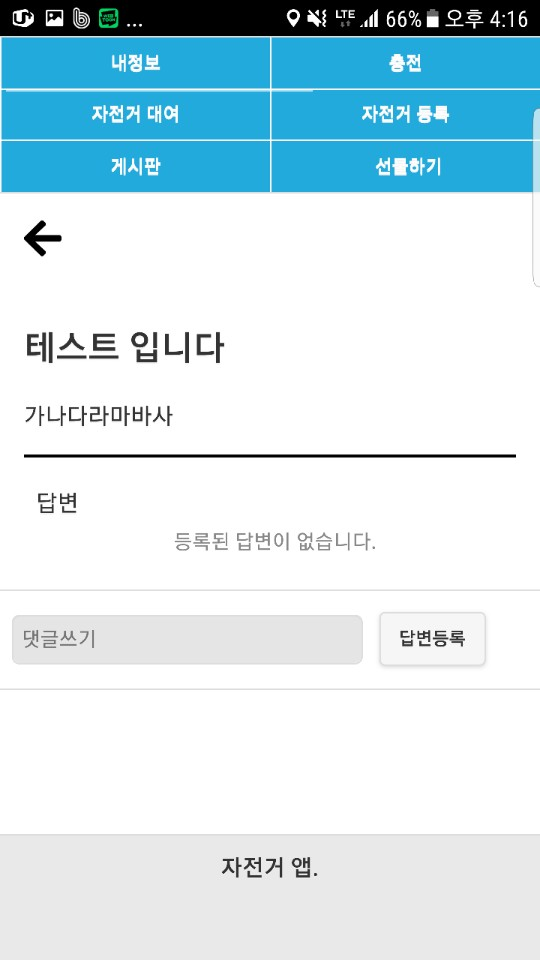 ... LTE 66% 오후 4:16
내정보 충전
자전거 대여 자전거 등록
게시판 선물하기
테스트 입니다
가나다라마바사
답변
등록된 답변이 없습니다.
댓글쓰기 답변등록
자전거 앱.